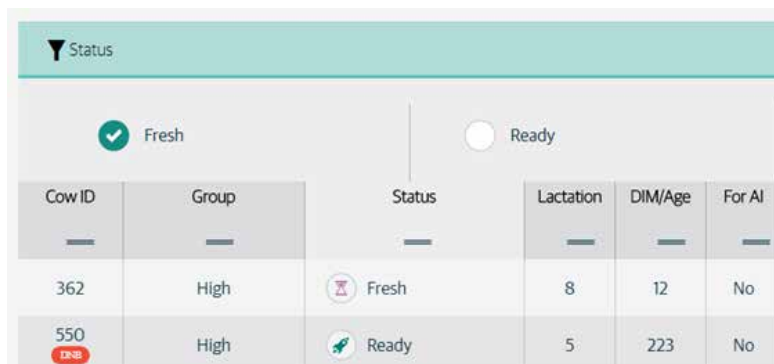 Status
Fresh Ready
Cow ID Group Status Lactation DIM/Age For AI
362 High Fresh 8 12 No
550 High Ready 5 223 No
DNB